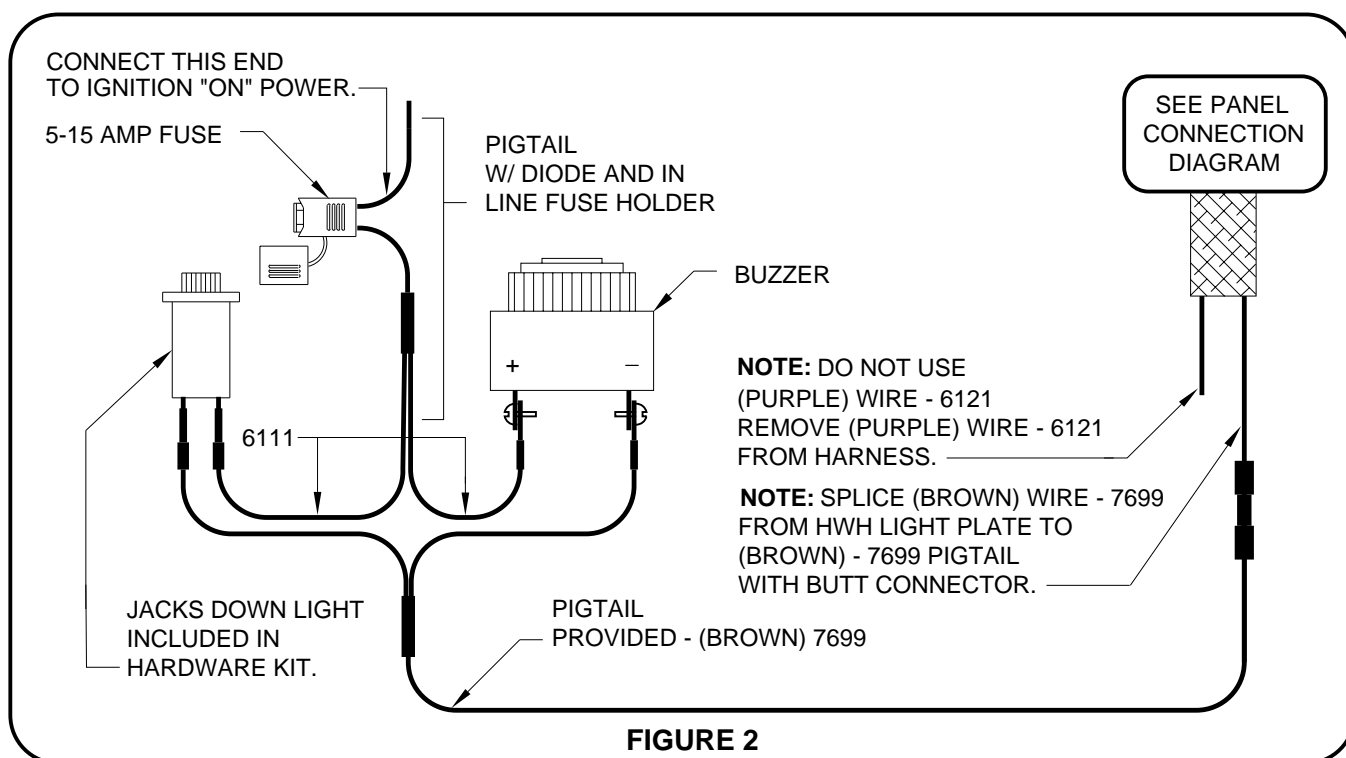 CONNECT THIS END
TO IGNITION "ON" POWER.
5-15 AMP FUSE
PIGTAIL
W/ DIODE AND IN
LINE FUSE HOLDER
SEE PANEL
CONNECTION
DIAGRAM
BUZZER
+ −
NOTE: DO NOT USE
(PURPLE) WIRE - 6121
REMOVE (PURPLE) WIRE - 6121
FROM HARNESS.
6111
NOTE: SPLICE (BROWN) WIRE - 7699
FROM HWH LIGHT PLATE TO
(BROWN) - 7699 PIGTAIL
WITH BUTT CONNECTOR.
JACKS DOWN LIGHT
INCLUDED IN
HARDWARE KIT.
PIGTAIL
PROVIDED - (BROWN) 7699
FIGURE 2